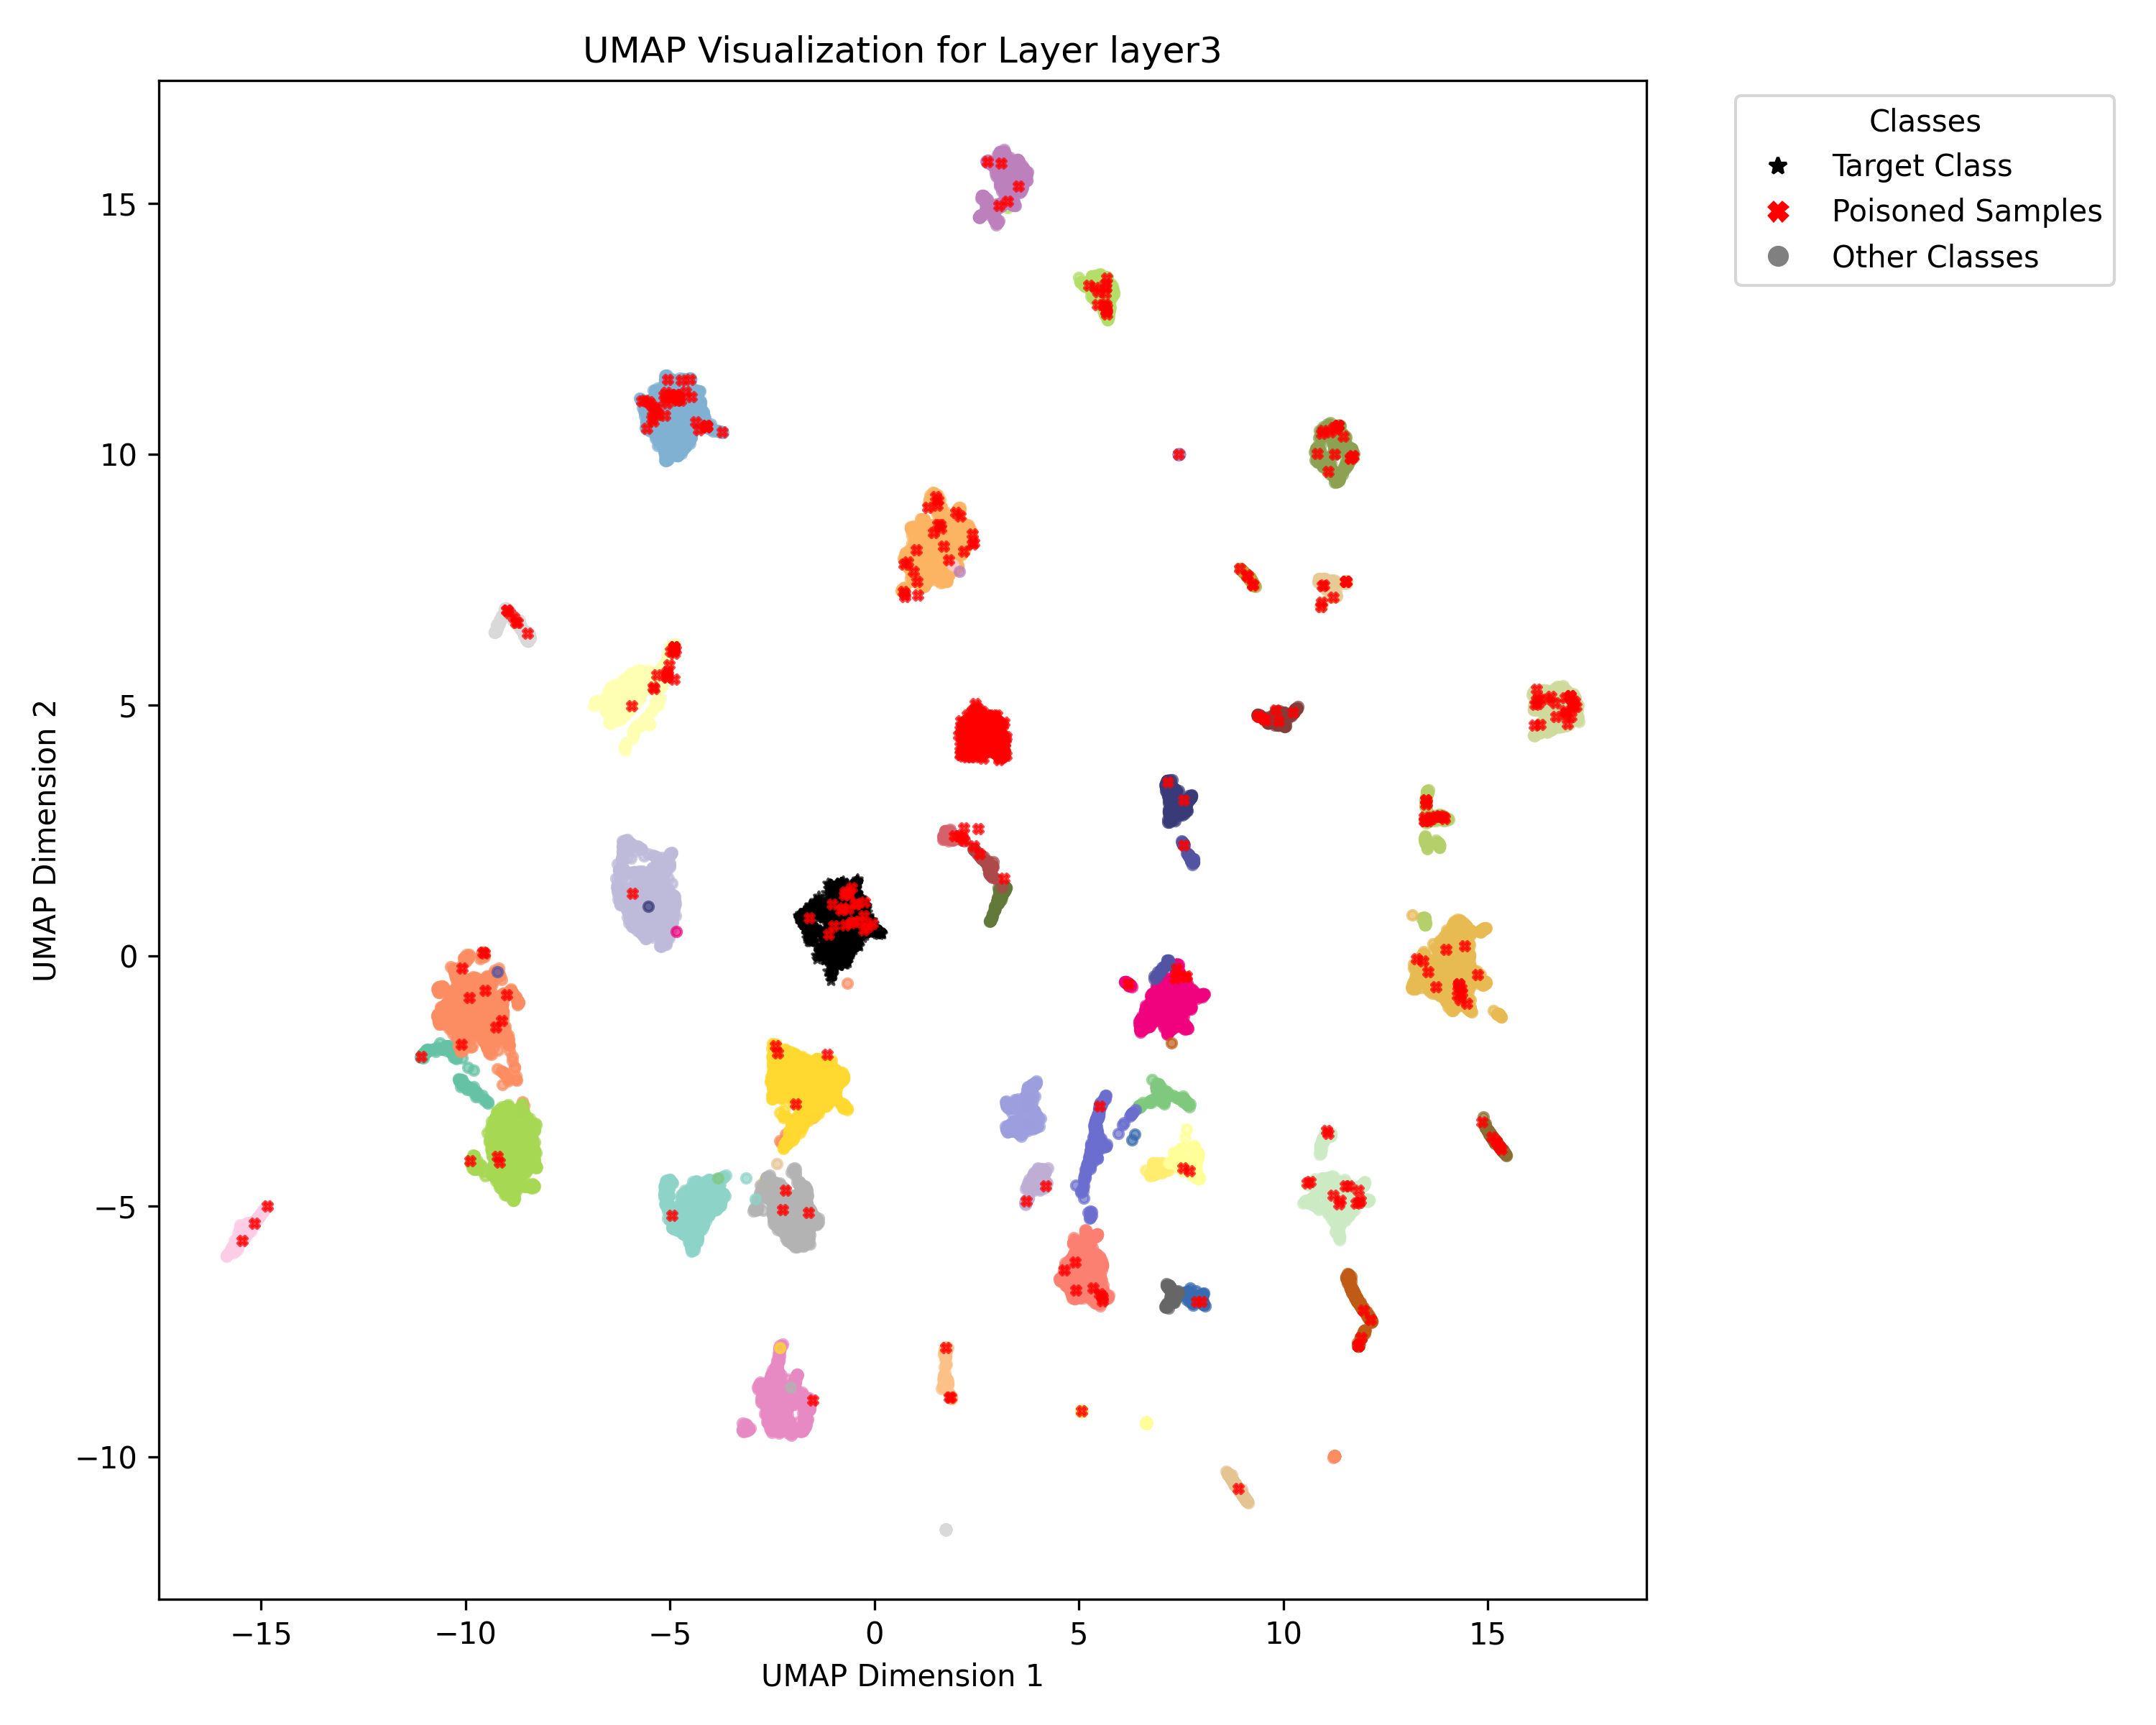 UMAP Visualization for Layer layer3
Classes
Target Class
Poisoned Samples
Other Classes
15
10
5
0
−5
−10
UMAP Dimension 2
−15
−10
−5
0
5
10
15
UMAP Dimension 1